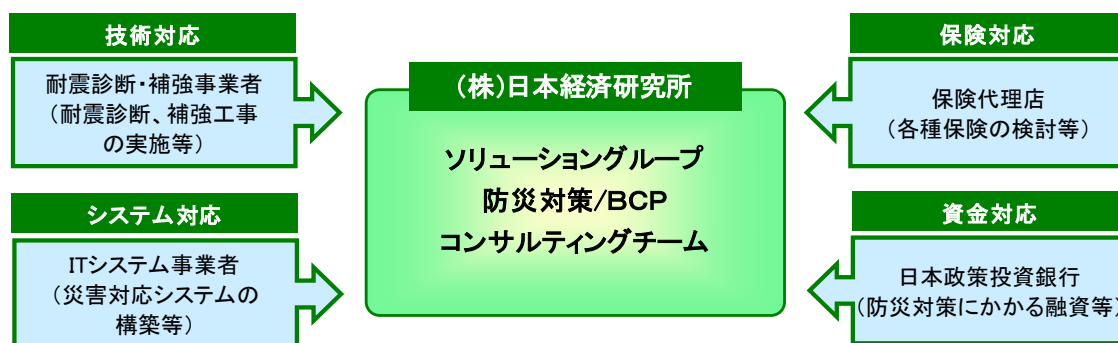 技術対応
耐震診断・補強事業者
（耐震診断、補強工事
の実施等）
システム対応
ITシステム事業者
（災害対応システムの
構築等）
（株）日本経済研究所
ソリューショングループ
防災対策/BCP
コンサルティングチーム
保険対応
保険代理店
（各種保険の検討等）
資金対応
日本政策投資銀行
（防災対策にかかる融資等）